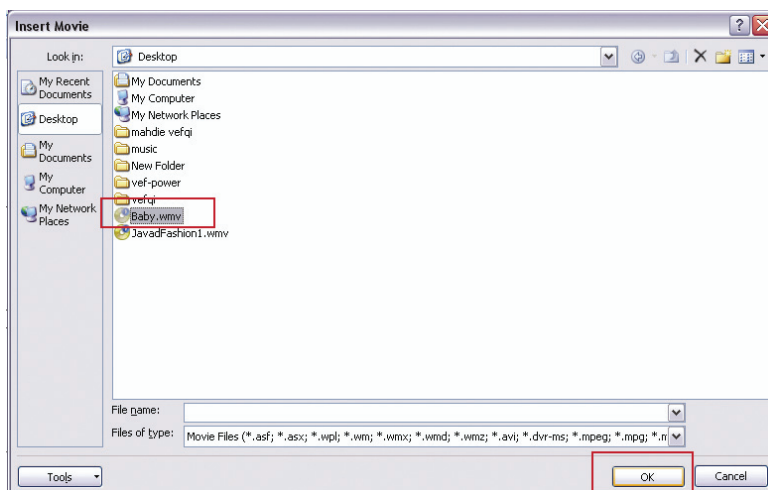 Insert Movie
Look in:
Desktop
My Recent
Documents
Desktop
My
Documents
My
Computer
My Network
Places
My Documents
My Computer
My Network Places
mahdie vefqi
music
New Folder
vef-power
vefqi
Baby.wmv
JavadFashion1.wmv
File name:
Files of type:
Movie Files (*.asf; *.asx; *.wpl; *.wm; *.wmx; *.wmd; *.wmz; *.avi; *.dvr-ms; *.mpeg; *.mpg; *.m
Tools
OK
Cancel